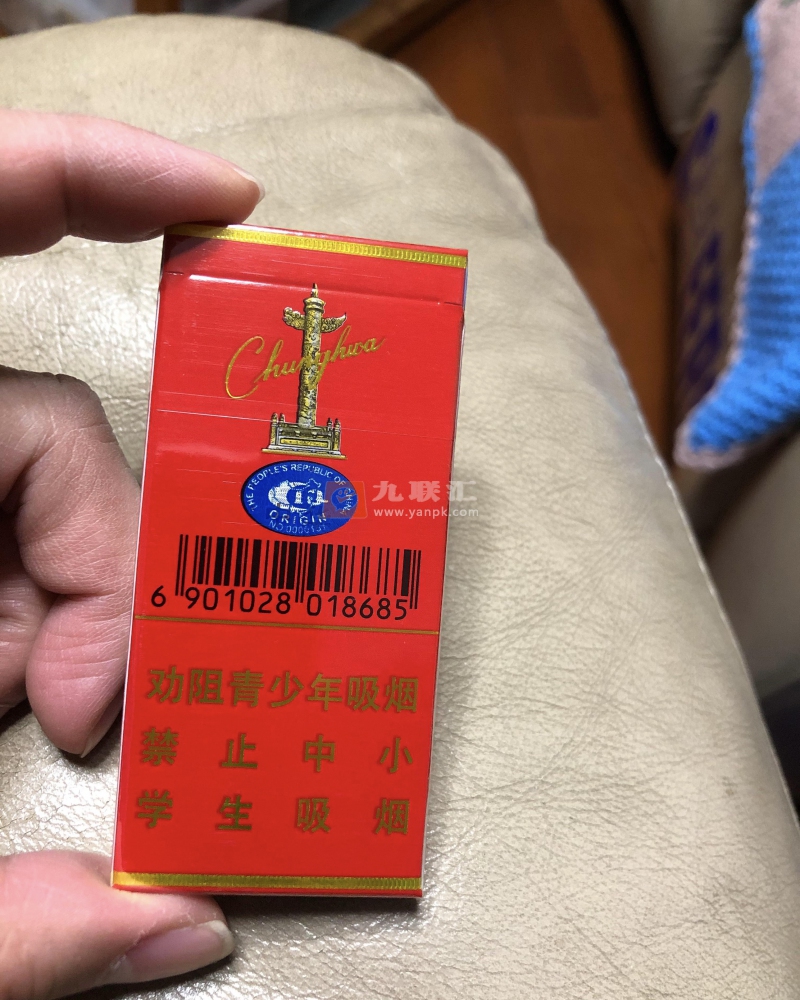 Chunghwa
THE PEOPLE'S REPUBLIC OF CHINA
ORIGIN
九联汇
www.yanpk.com
6 901028 018685
劝阻青少年吸烟
禁止中小
学生吸烟